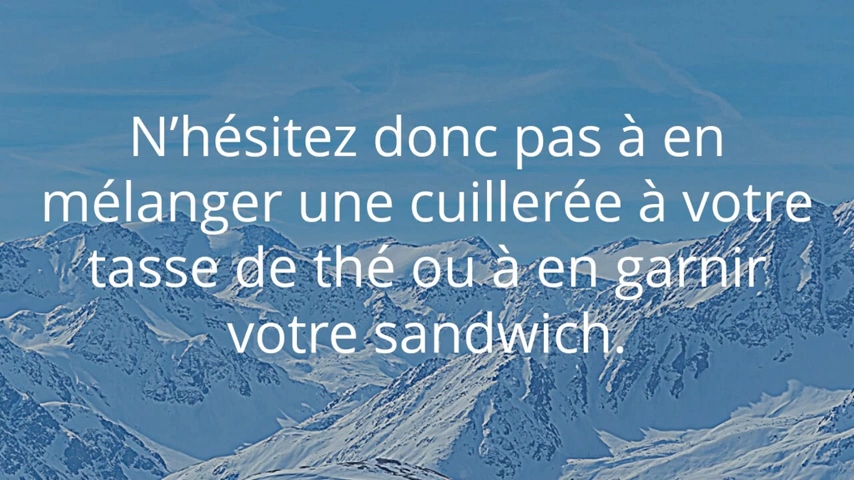 N’hésitez donc pas à en
mélanger une cuillerée à votre
tasse de thé ou à en garnir
votre sandwich.